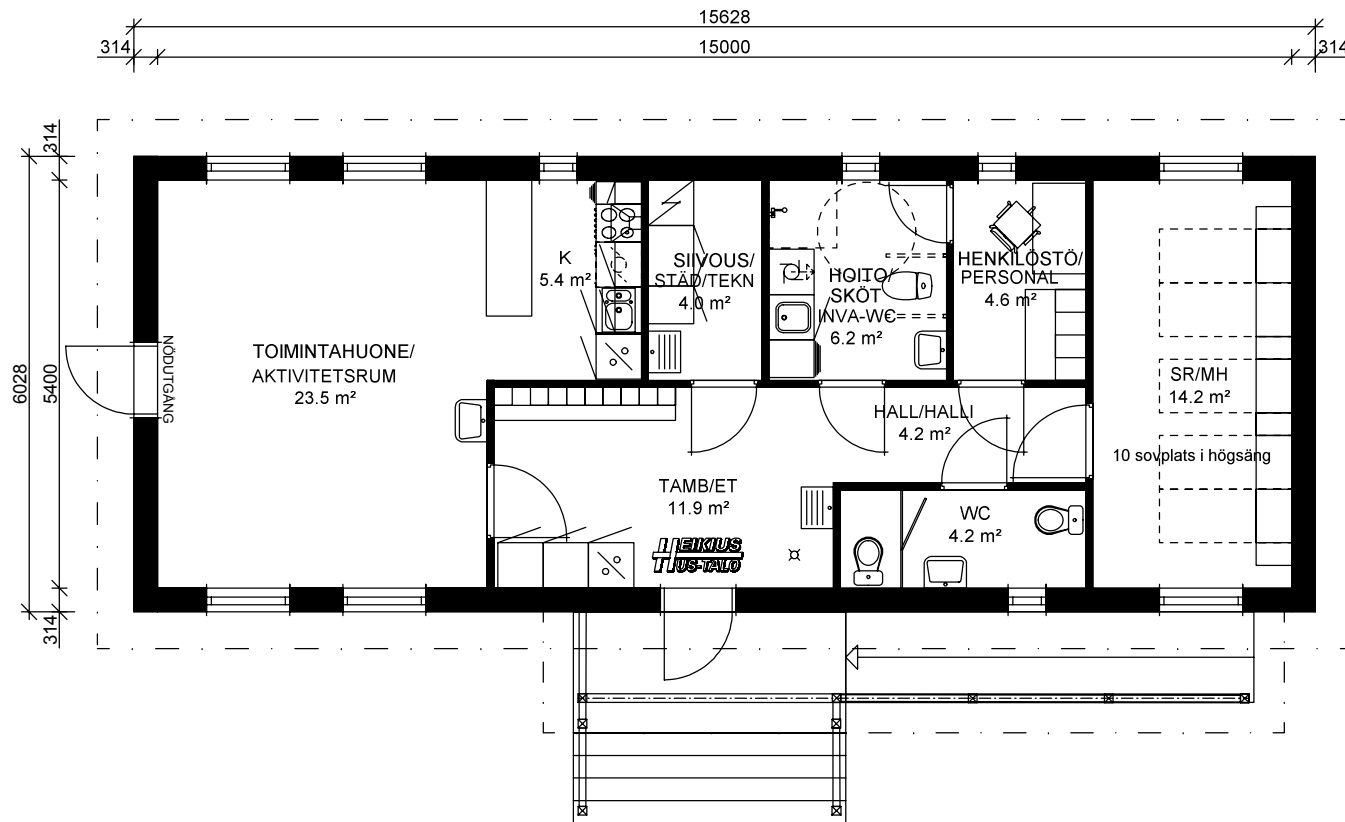 15628
314
15000
314
314
6028
5400
314
NÖDUTGÅNG
TOIMINTAHUONE/
AKTIVITETSRUM
23.5 m²
K
5.4 m²
SIIVOUS/
STÄD/TEKN
4.0 m²
HOITO/
SKÖT
INVA-WC
6.2 m²
HENKILÖSTÖ/
PERSONAL
4.6 m²
SR/MH
14.2 m²
10 sovplats i högsäng
HALL/HALLI
4.2 m²
TAMB/ET
11.9 m²
WC
4.2 m²
HEIKIUS
HUS-TALO